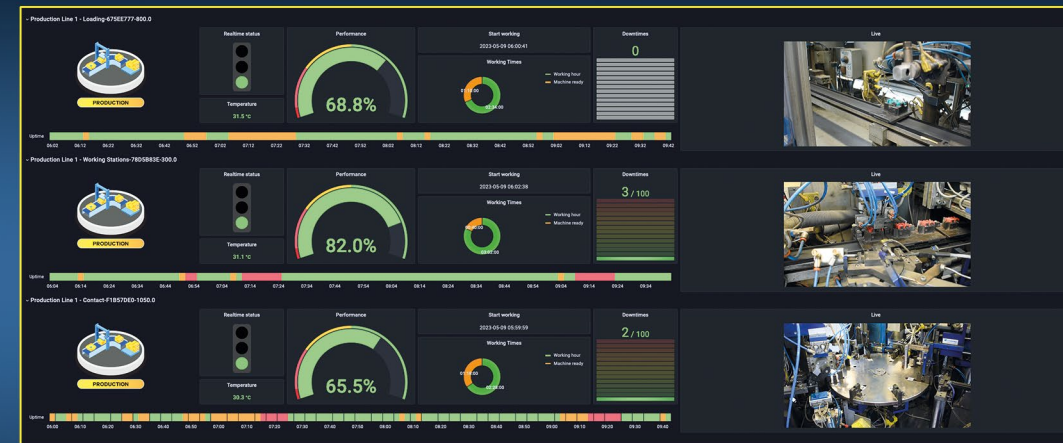 Production Line 1 - Loading-675EE777-800.0
Realtime status
Performance
Start working
Downtimes
Live
2023-05-09 06:00:41
0
Working Times
Working hour
Machine ready
68.8%
PRODUCTION
Temperature
31.5 °C
Uptime
06:02 06:12 06:22 06:32 06:42 06:52 07:02 07:12 07:22 07:32 07:42 07:52 08:02 08:12 08:22 08:32 08:42 08:52 09:02 09:12 09:22 09:32 09:42
Production Line 1 - Working Stations-78D5B83E-300.0
Realtime status
Performance
Start working
Downtimes
Live
2023-05-09 06:02:38
3 / 100
Working Times
Working hour
Machine ready
82.0%
PRODUCTION
Temperature
31.1 °C
Uptime
06:04 06:14 06:24 06:34 06:44 06:54 07:04 07:14 07:24 07:34 07:44 07:54 08:04 08:14 08:24 08:34 08:44 08:54 09:04 09:14 09:24 09:34
Production Line 1 - Contact-F1B57DE0-1050.0
Realtime status
Performance
Start working
Downtimes
Live
2023-05-09 05:59:59
2 / 100
Working Times
Working hour
Machine ready
65.5%
PRODUCTION
Temperature
30.3 °C
Uptime
06:00 06:10 06:20 06:30 06:40 06:50 07:00 07:10 07:20 07:30 07:40 07:50 08:00 08:10 08:20 08:30 08:40 08:50 09:00 09:10 09:20 09:30 09:40